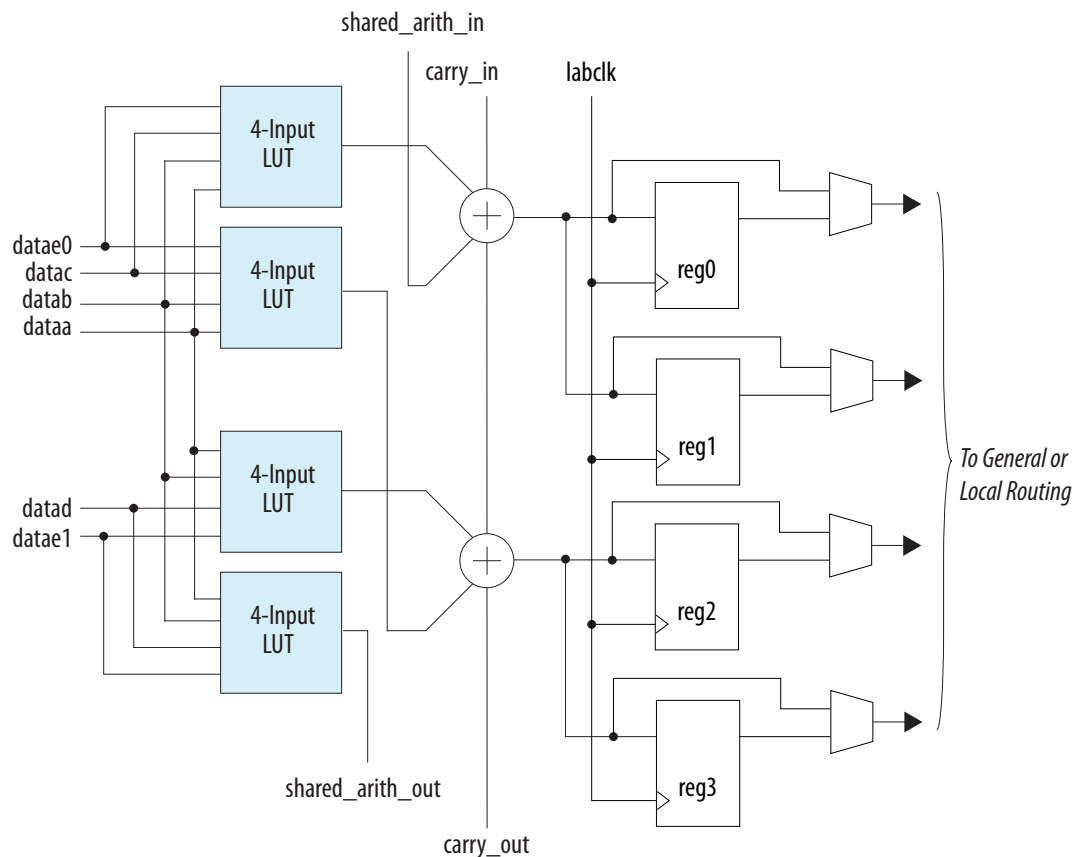 shared_arith_in
carry_in
labclk
4-Input
LUT
reg0
datae0
datac
datab
dataa
4-Input
LUT
reg1
To General or
Local Routing
4-Input
LUT
datad
datae1
reg2
4-Input
LUT
reg3
shared_arith_out
carry_out